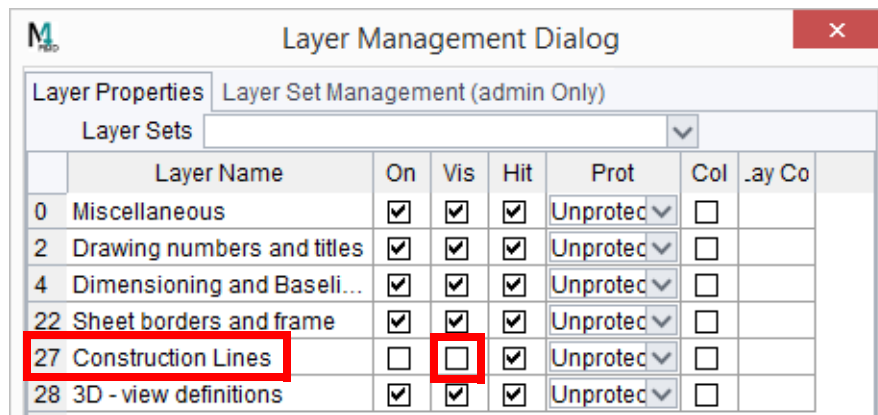 M4 Layer Management Dialog
Layer Properties Layer Set Management (admin Only)
Layer Sets
Layer Name On Vis Hit Prot Col .ay Co
0 Miscellaneous Unprotec
2 Drawing numbers and titles Unprotec
4 Dimensioning and Baseli... Unprotec
22 Sheet borders and frame Unprotec
27 Construction Lines Unprotec
28 3D - view definitions Unprotec